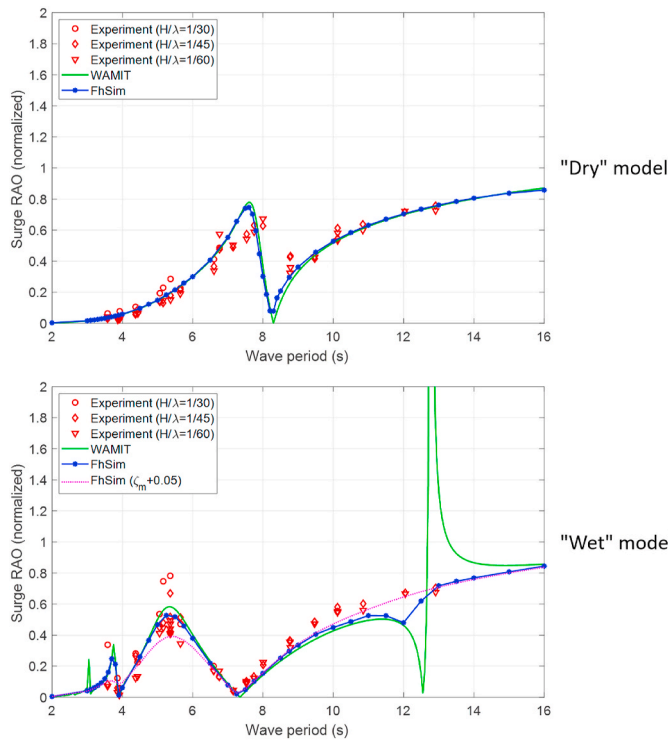 2
1.8
1.6
1.4
1.2
1
0.8
0.6
0.4
0.2
0
Surge RAO (normalized)
Experiment (H/λ=1/30)
Experiment (H/λ=1/45)
Experiment (H/λ=1/60)
WAMIT
FhSim
2 4 6 8 10 12 14 16
Wave period (s)
"Dry" model
2
1.8
1.6
1.4
1.2
1
0.8
0.6
0.4
0.2
0
Surge RAO (normalized)
Experiment (H/λ=1/30)
Experiment (H/λ=1/45)
Experiment (H/λ=1/60)
WAMIT
FhSim
FhSim (ζm+0.05)
2 4 6 8 10 12 14 16
Wave period (s)
"Wet" mode